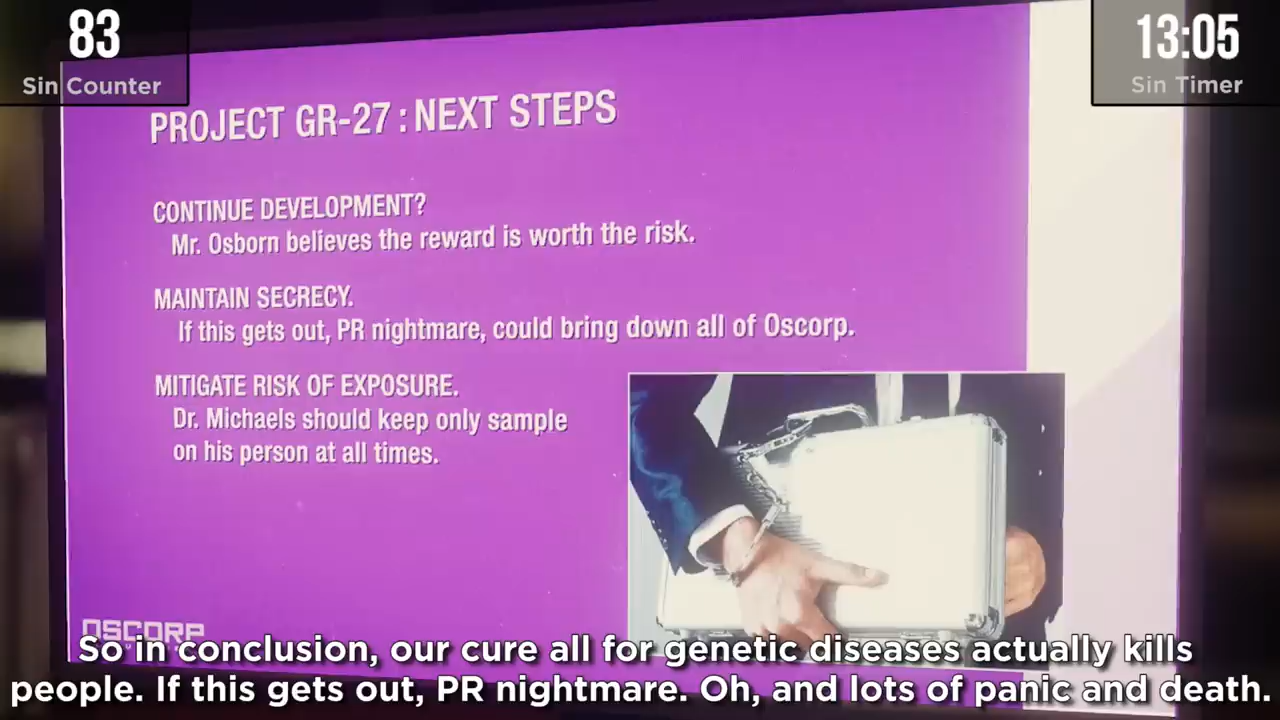 83
Sin Counter
13:05
Sin Timer
PROJECT GR-27 : NEXT STEPS
CONTINUE DEVELOPMENT?
Mr. Osborn believes the reward is worth the risk.
MAINTAIN SECRECY.
If this gets out, PR nightmare, could bring down all of Oscorp.
MITIGATE RISK OF EXPOSURE.
Dr. Michaels should keep only sample
on his person at all times.
OSCORP
So in conclusion, our cure all for genetic diseases actually kills
people. If this gets out, PR nightmare. Oh, and lots of panic and death.